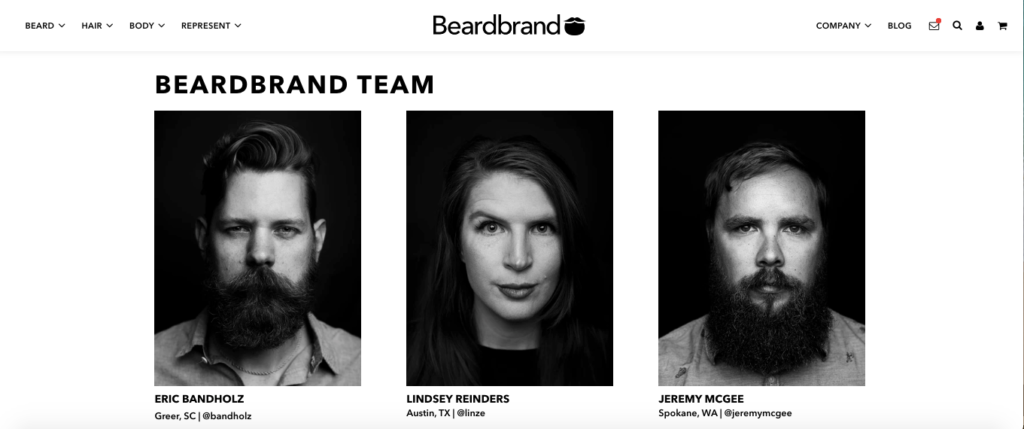 BEARD HAIR BODY REPRESENT Beardbrand COMPANY BLOG
BEARDBRAND TEAM
ERIC BANDHOLZ
Greer, SC | @bandholz
LINDSEY REINDERS
Austin, TX | @linze
JEREMY MCGEE
Spokane, WA | @jeremymcgee